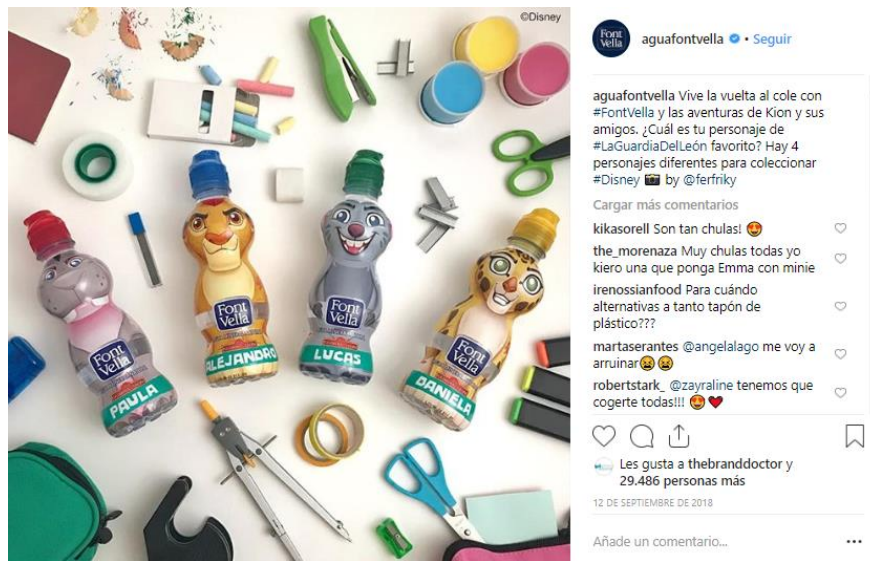 ©Disney
Font
Vella
PAULA
Font
Vella
ALEJANDRO
Font
Vella
LUCAS
Font
Vella
DANIELA
Font
Vella
aguafontvella • Seguir
aguafontvella Vive la vuelta al cole con
#FontVella y las aventuras de Kion y sus
amigos. ¿Cuál es tu personaje de
#LaGuardiaDelLeón favorito? Hay 4
personajes diferentes para coleccionar
#Disney 📷 by @ferfriky
Cargar más comentarios
kikasorell Son tan chulas! 😍
the_morenaza Muy chulas todas yo
kiero una que ponga Emma con minie
irenossianfood Para cuándo
alternativas a tanto tapón de
plástico???
martaserantes @angelalago me voy a
arruinar😫😫
robertstark_ @zayraline tenemos que
cogerte todas!!! 😍❤
Les gusta a thebranddoctor y
29.486 personas más
12 DE SEPTIEMBRE DE 2018
Añade un comentario...